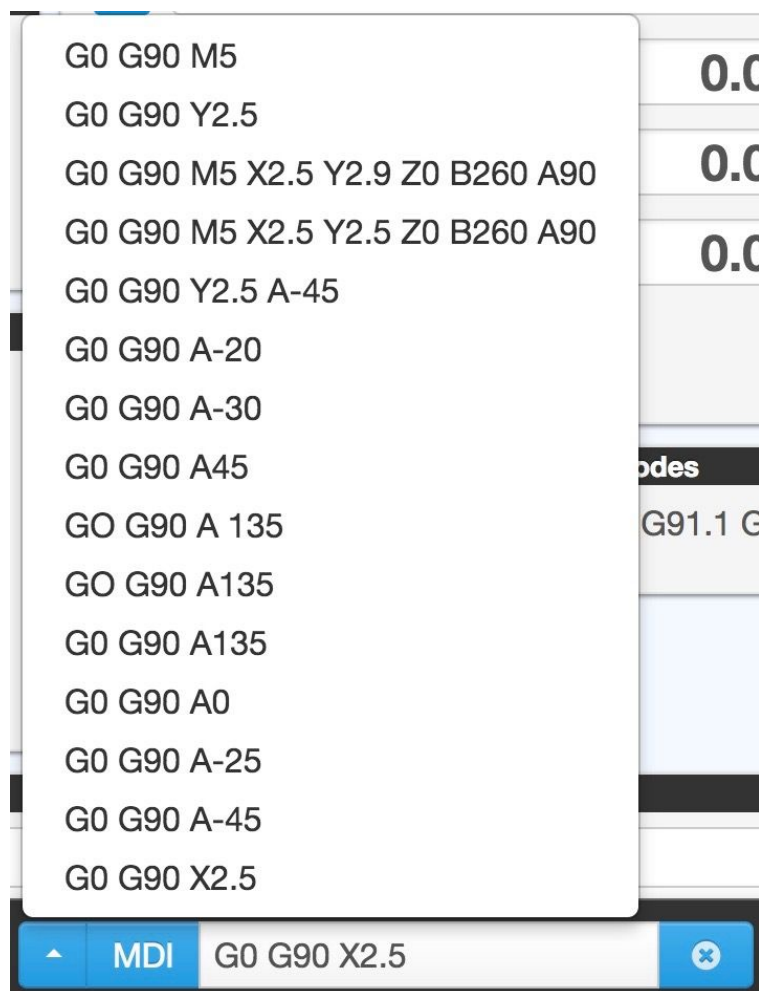 G0 G90 M5
0.0
G0 G90 Y2.5
G0 G90 M5 X2.5 Y2.9 Z0 B260 A90
0.0
G0 G90 M5 X2.5 Y2.5 Z0 B260 A90
0.0
G0 G90 Y2.5 A-45
G0 G90 A-20
G0 G90 A-30
G0 G90 A45
odes
GO G90 A 135
G91.1 G
GO G90 A135
G0 G90 A135
G0 G90 A0
G0 G90 A-25
G0 G90 A-45
G0 G90 X2.5
MDI G0 G90 X2.5